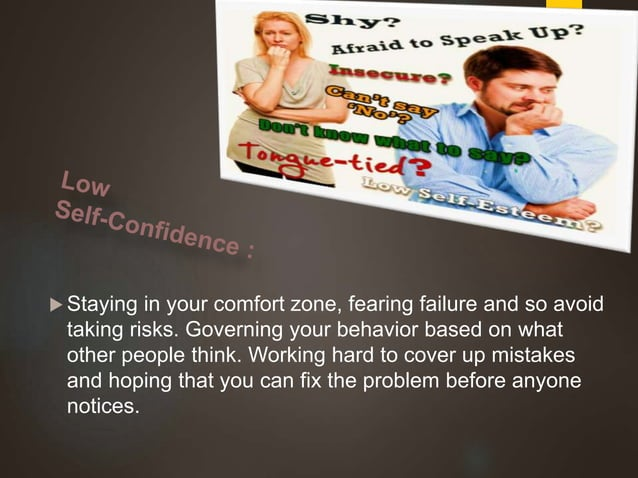 Shy?
Afraid to Speak Up?
Insecure?
Can't say
'No'?
Don't know what to say?
Tongue-tied?
Low Self-Esteem?
Low
Self-Confidence :
Staying in your comfort zone, fearing failure and so avoid
taking risks. Governing your behavior based on what
other people think. Working hard to cover up mistakes
and hoping that you can fix the problem before anyone
notices.